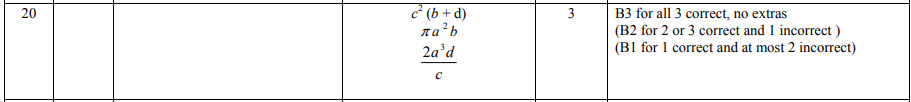 20 c² (b + d) 3 B3 for all 3 correct, no extras
πa²b (B2 for 2 or 3 correct and 1 incorrect )
2a³d (B1 for 1 correct and at most 2 incorrect)
c